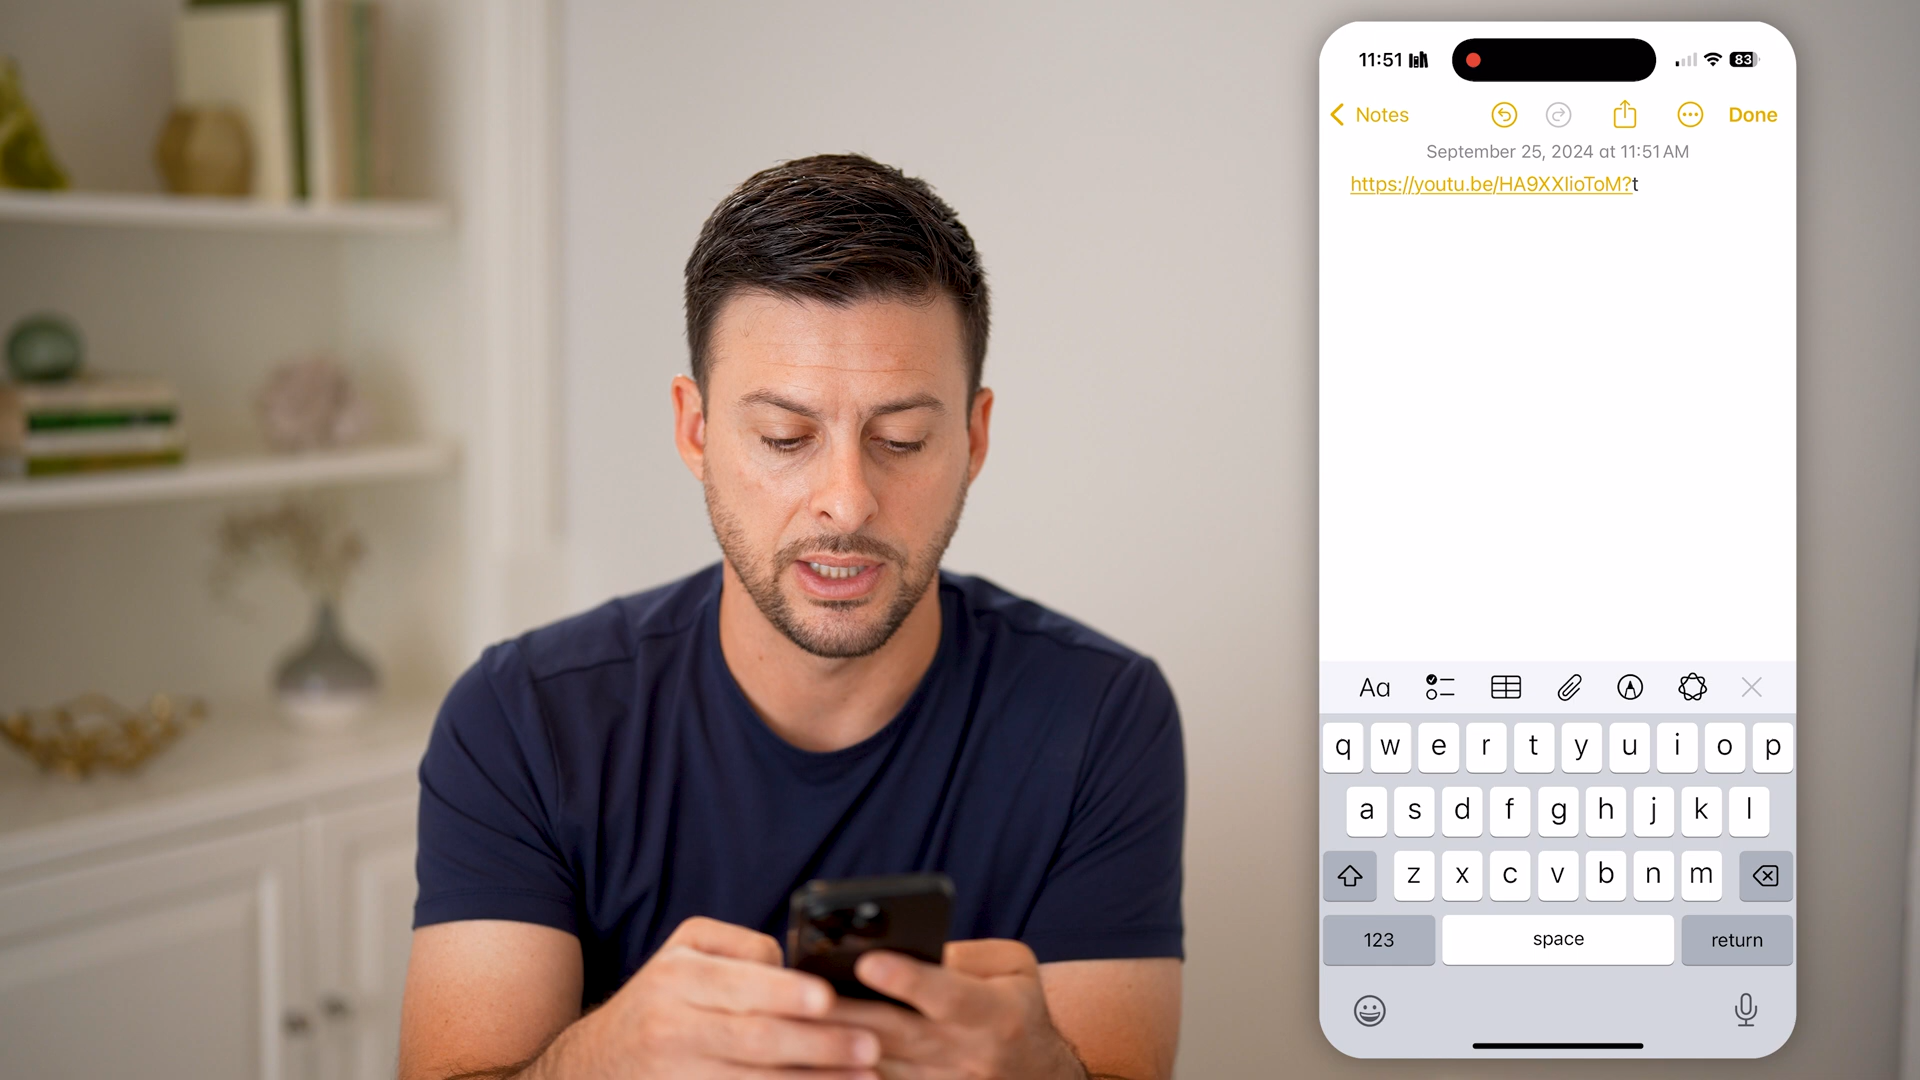 11:51 83
Notes Done
September 25, 2024 at 11:51 AM
https://youtu.be/HA9XXIioToM?t
Aa
q w e r t y u i o p
a s d f g h j k l
z x c v b n m
123 space return